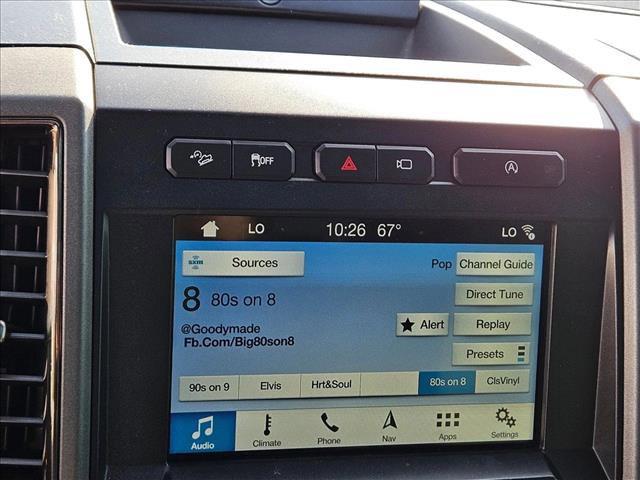 OFF
A
LO 10:26 67° LO
sxm Sources Pop Channel Guide
8 80s on 8 Direct Tune
@Goodymade Alert Replay
Fb.Com/Big80son8
Presets
90s on 9 Elvis Hrt&Soul 80s on 8 ClsVinyl
Audio Climate Phone Nav Apps Settings